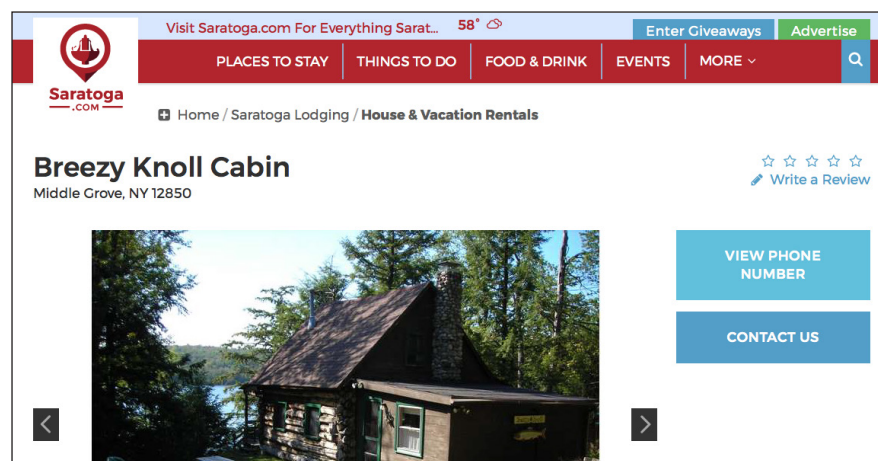 Visit Saratoga.com For Everything Sarat... 58°
Enter Giveaways Advertise
Saratoga
.COM
PLACES TO STAY THINGS TO DO FOOD & DRINK EVENTS MORE
Home / Saratoga Lodging / House & Vacation Rentals
Breezy Knoll Cabin
Middle Grove, NY 12850
Write a Review
VIEW PHONE
NUMBER
CONTACT US